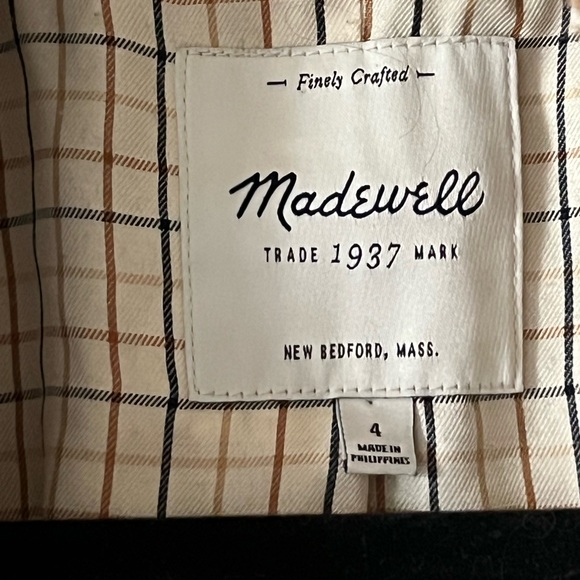 Finely Crafted
Madewell
TRADE 1937 MARK
NEW BEDFORD, MASS.
4
MADE IN
PHILIPPINES